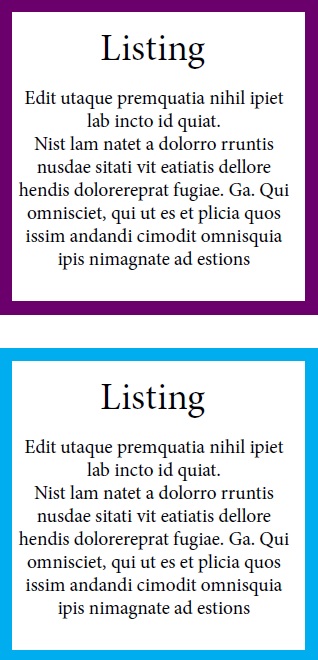 Listing
Edit utaque premquatia nihil ipiet
lab incto id quiat.
Nist lam natet a dolorro rruntis
nusdae sitati vit eatiatis dellore
hendis dolorereprat fugiae. Ga. Qui
omnisciet, qui ut es et plicia quos
issim andandi cimodit omnisquia
ipis nimagnate ad estions
Listing
Edit utaque premquatia nihil ipiet
lab incto id quiat.
Nist lam natet a dolorro rruntis
nusdae sitati vit eatiatis dellore
hendis dolorereprat fugiae. Ga. Qui
omnisciet, qui ut es et plicia quos
issim andandi cimodit omnisquia
ipis nimagnate ad estions